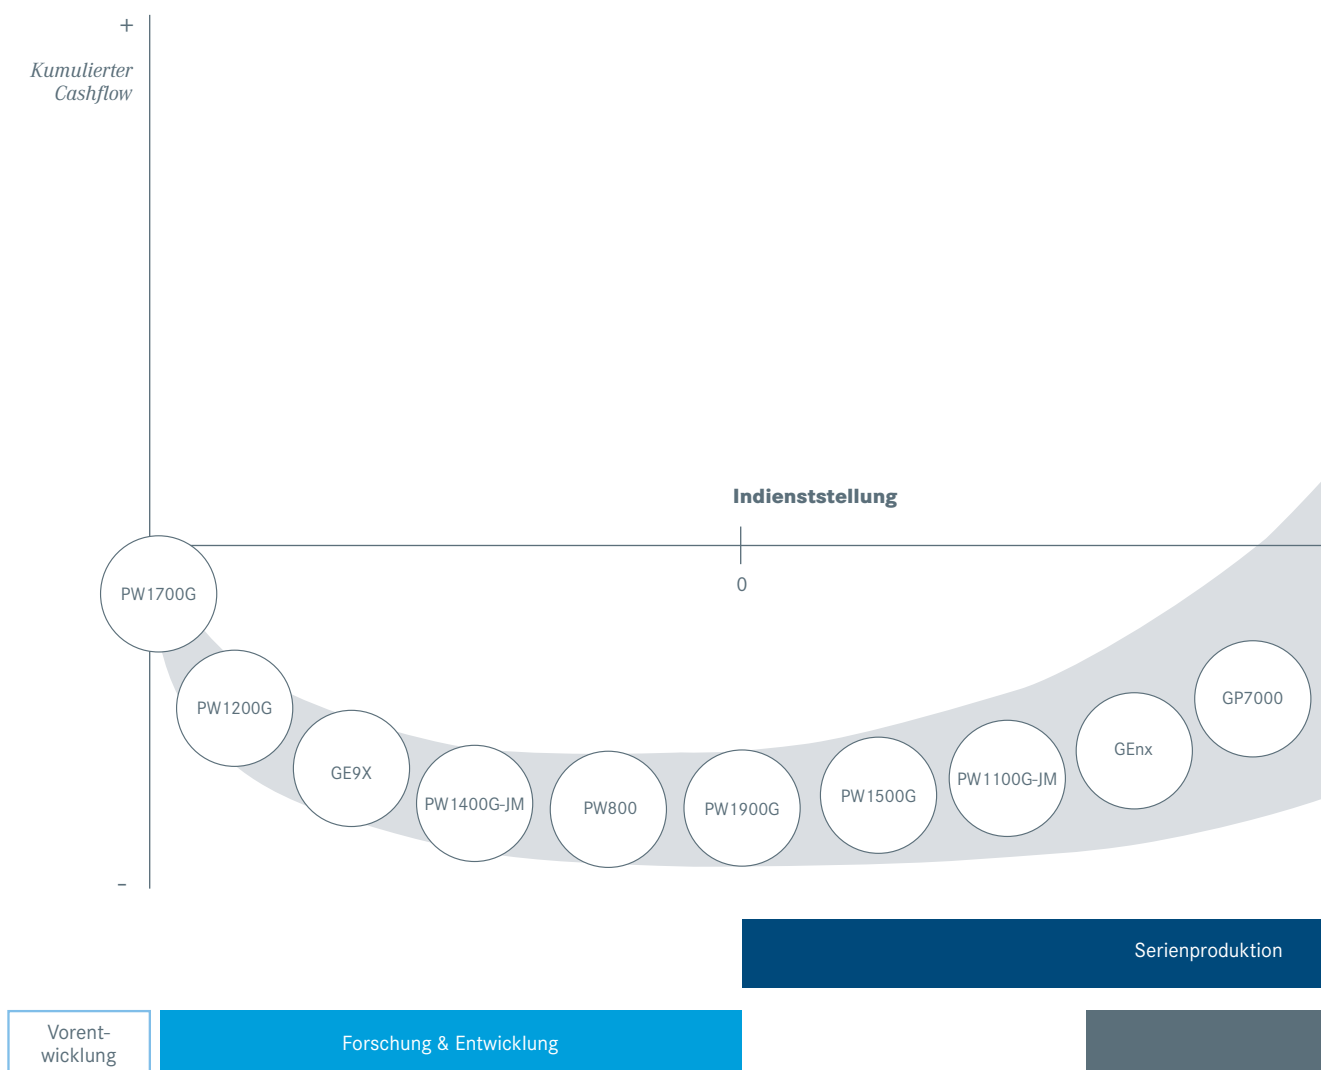 +
Kumulierter
Cashflow
Indienststellung
0
PW1700G
PW1200G
GE9X
PW1400G-JM
PW800
PW1900G
PW1500G
PW1100G-JM
GEnx
GP7000
–
Serienproduktion
Vorent-
wicklung
Forschung & Entwicklung